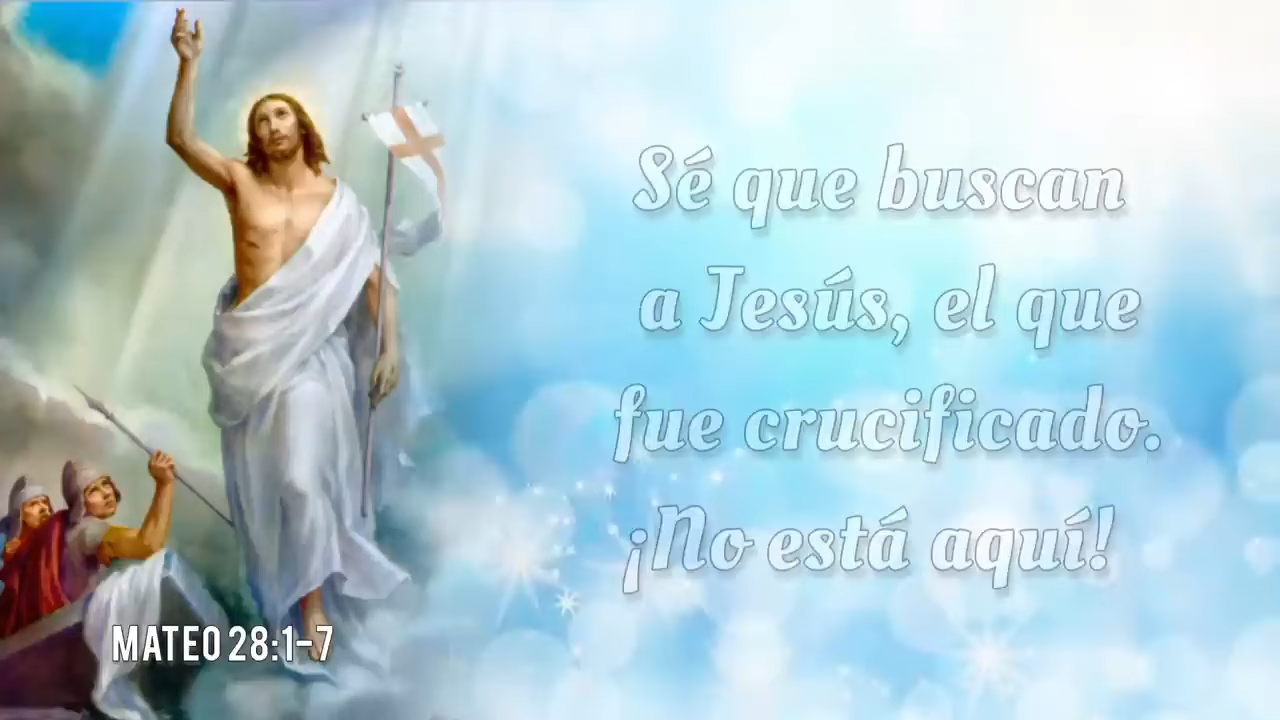 Sé que buscan
a Jesús, el que
fue crucificado.
¡No está aquí!
MATEO 28:1-7